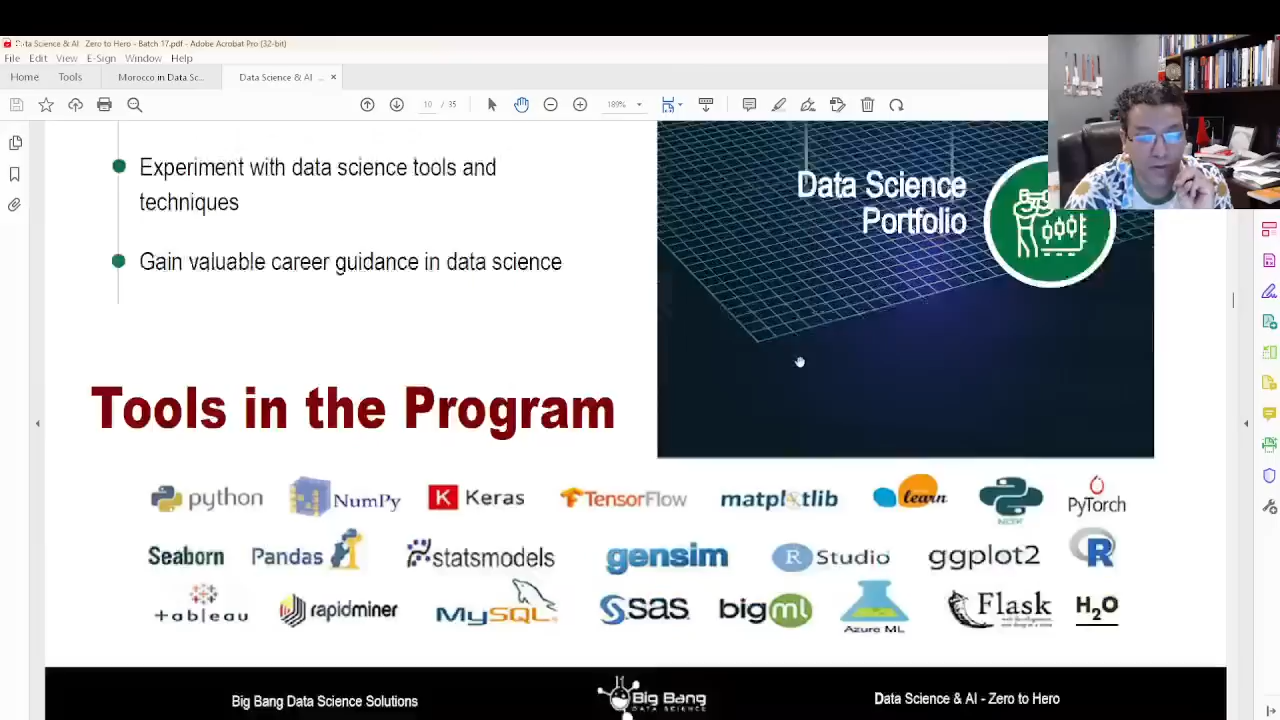 Data Science & AI Zero to Hero - Batch 17.pdf - Adobe Acrobat Pro (32-bit)
File Edit View E-Sign Window Help
Home Tools Morocco in Data Sc... Data Science & AI ... ×
10 / 35 189%
Experiment with data science tools and
techniques
Gain valuable career guidance in data science
Data Science
Portfolio
Tools in the Program
python NumPy K Keras TensorFlow matplotlib learn PyTorch
Seaborn Pandas statsmodels gensim R Studio ggplot2 R
tableau rapidminer MySQL sas bigml Azure ML Flask H2O
Big Bang Data Science Solutions
Big Bang
DATA SCIENCE
Data Science & AI - Zero to Hero